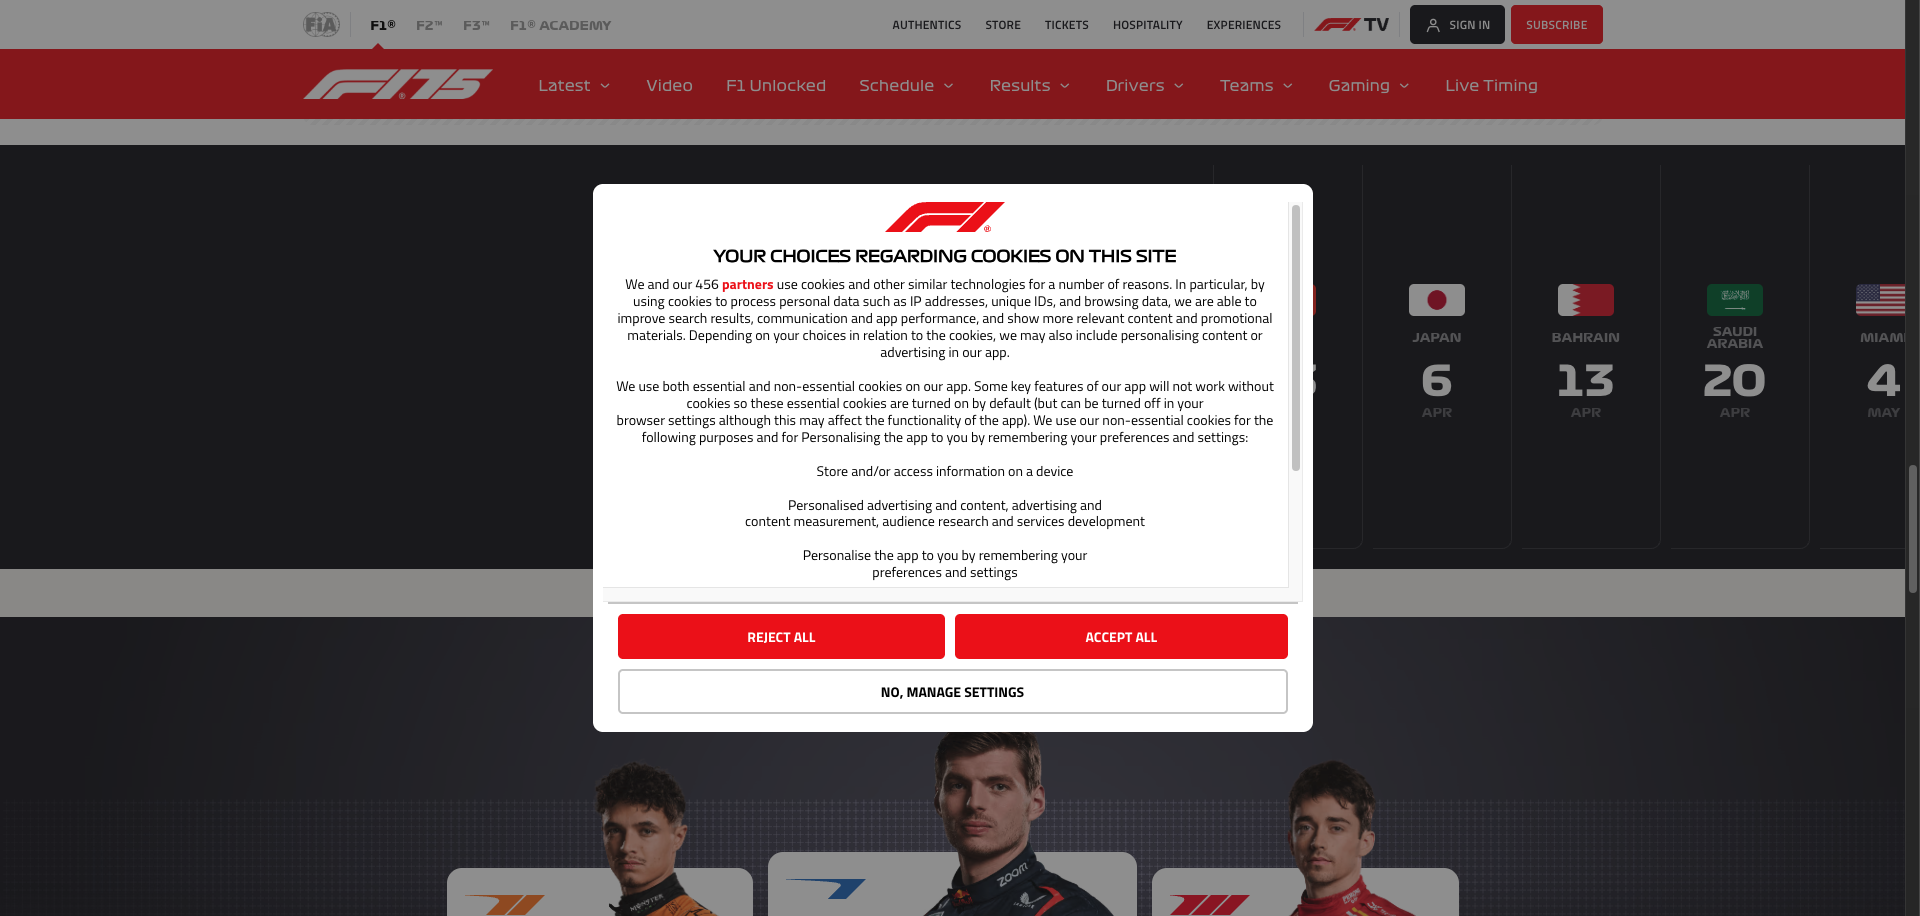 FiA F1® F2™ F3™ F1® ACADEMY AUTHENTICS STORE TICKETS HOSPITALITY EXPERIENCES F1 TV SIGN IN SUBSCRIBE
F1 75 Latest Video F1 Unlocked Schedule Results Drivers Teams Gaming Live Timing
F1®
YOUR CHOICES REGARDING COOKIES ON THIS SITE
We and our 456 partners use cookies and other similar technologies for a number of reasons. In particular, by
using cookies to process personal data such as IP addresses, unique IDs, and browsing data, we are able to
improve search results, communication and app performance, and show more relevant content and promotional
materials. Depending on your choices in relation to the cookies, we may also include personalising content or
advertising in our app.
We use both essential and non-essential cookies on our app. Some key features of our app will not work without
cookies so these essential cookies are turned on by default (but can be turned off in your
browser settings although this may affect the functionality of the app). We use our non-essential cookies for the
following purposes and for Personalising the app to you by remembering your preferences and settings:
Store and/or access information on a device
Personalised advertising and content, advertising and
content measurement, audience research and services development
Personalise the app to you by remembering your
preferences and settings
REJECT ALL
ACCEPT ALL
NO, MANAGE SETTINGS
JAPAN
6
APR
BAHRAIN
13
APR
SAUDI
ARABIA
20
APR
MIAMI
4
MAY
MONSTER
ZOOM